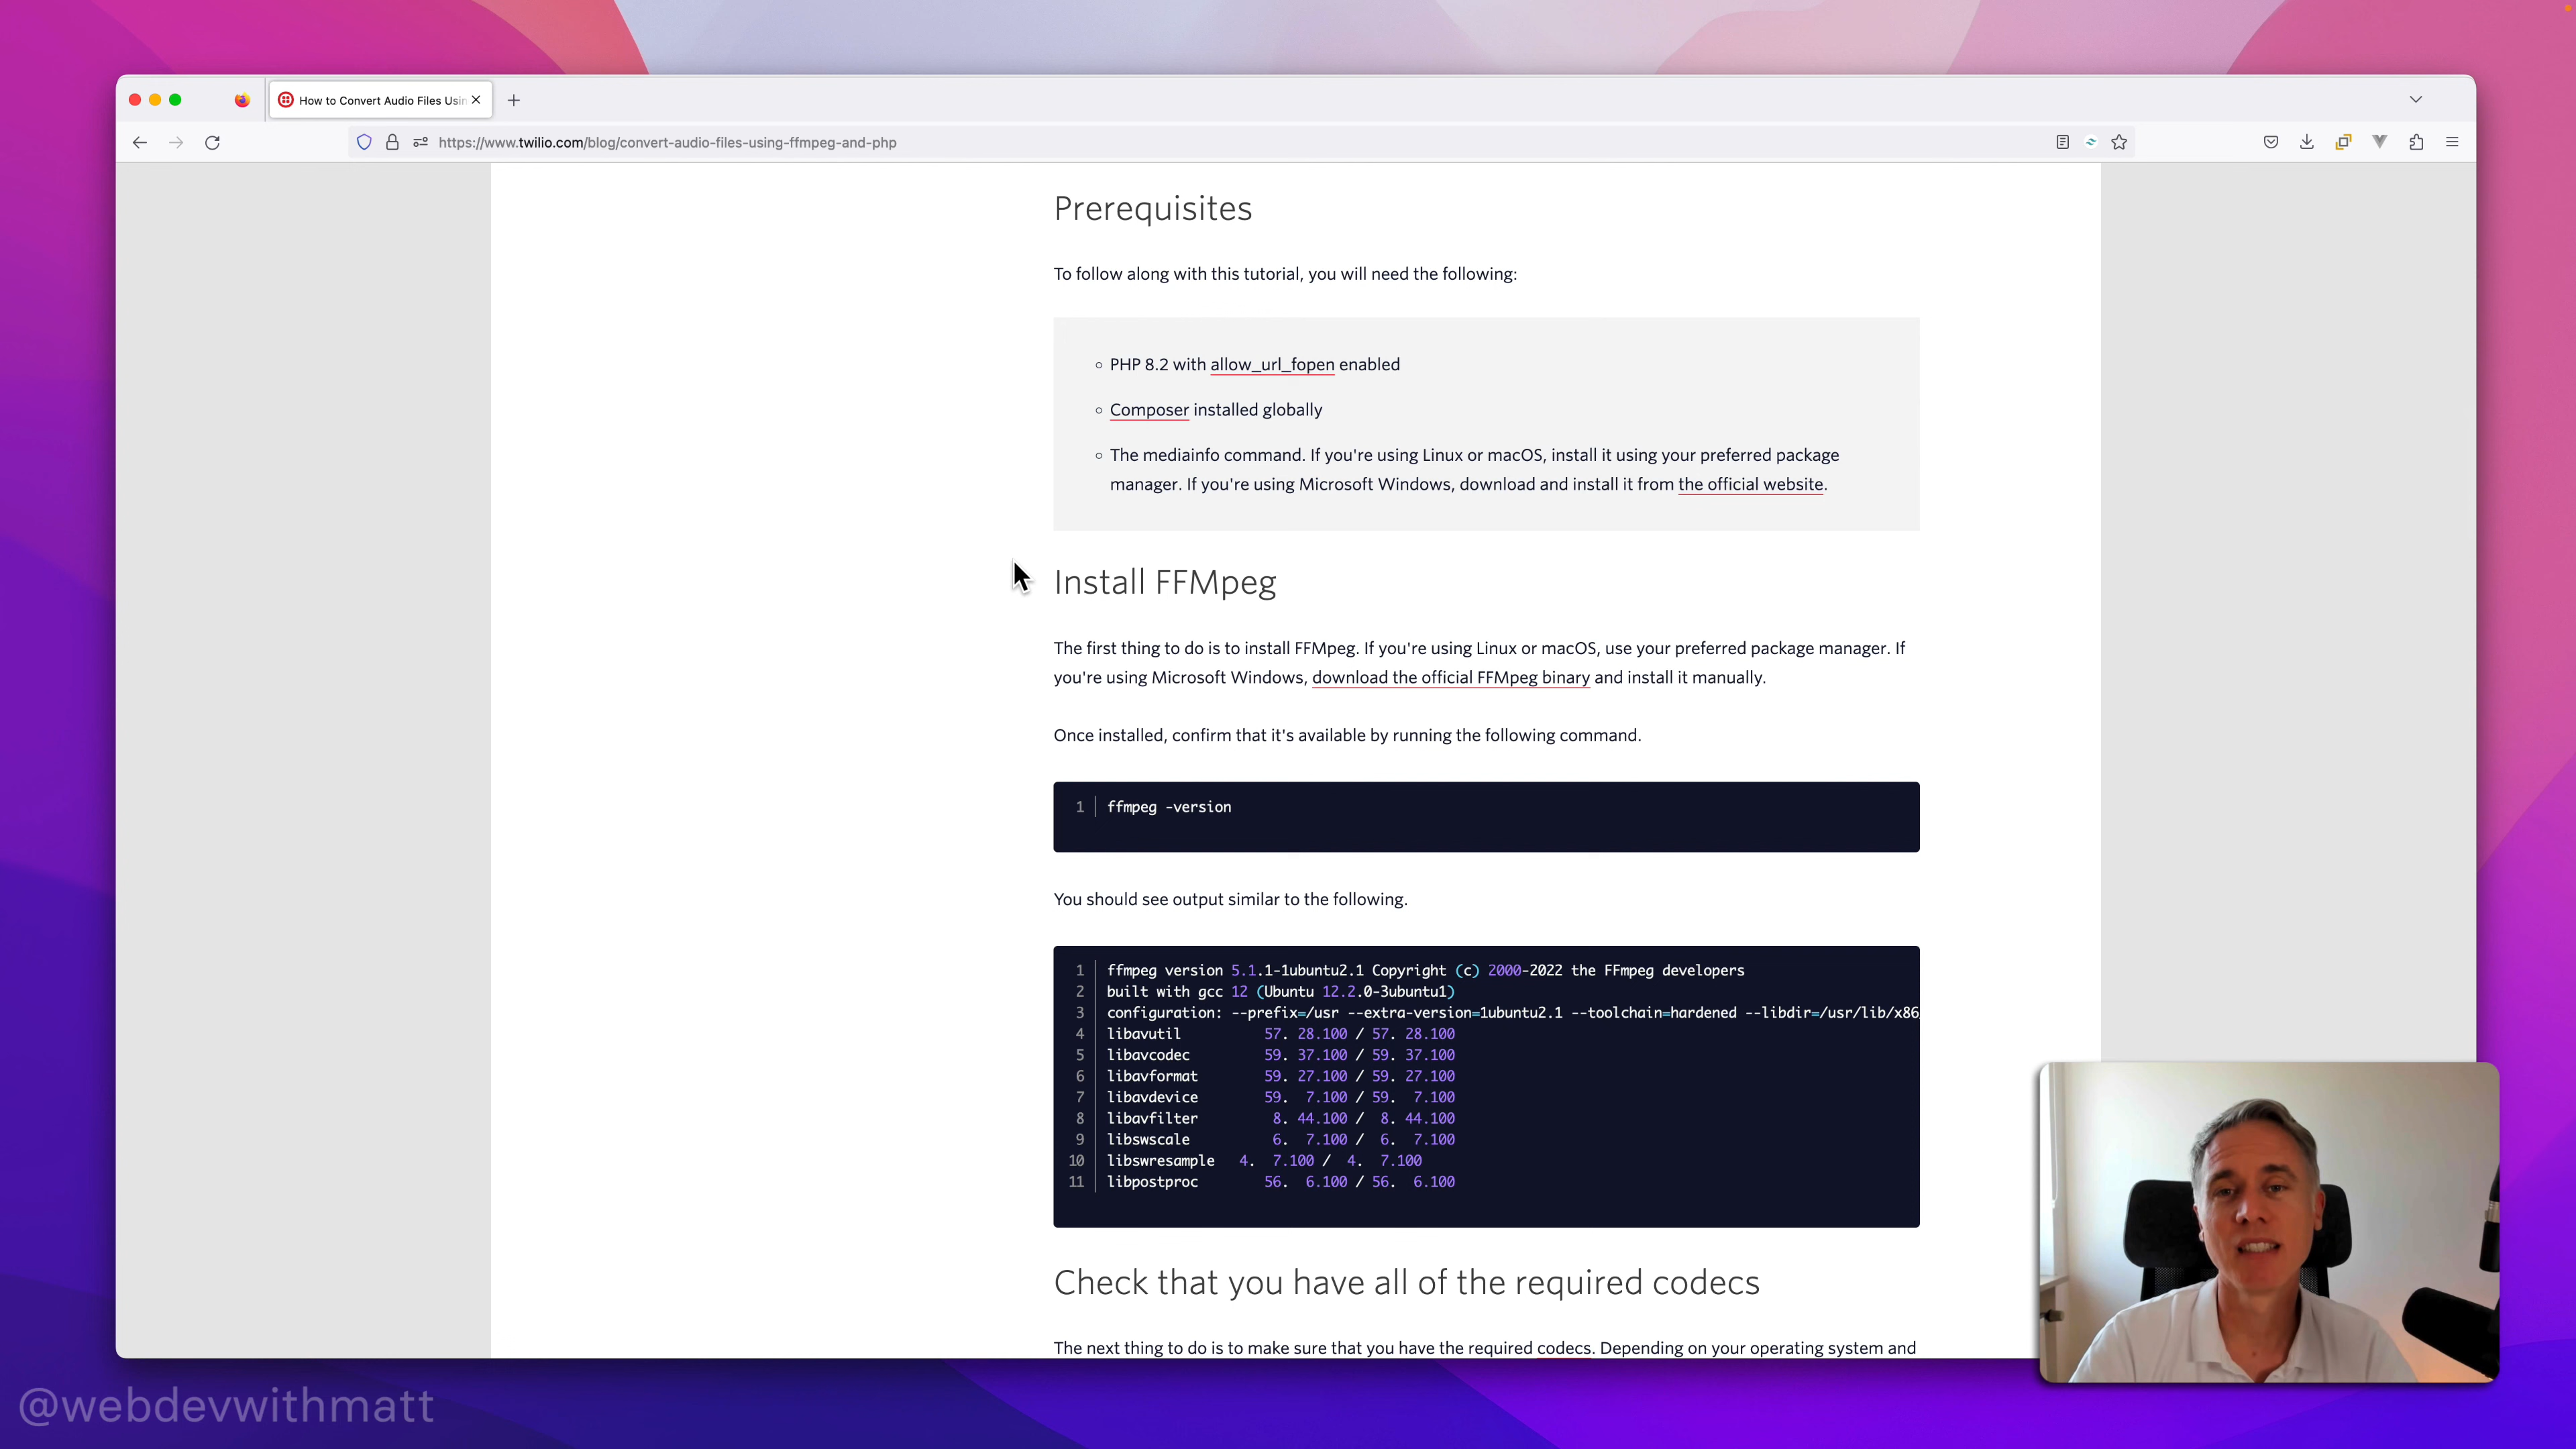 How to Convert Audio Files Usin
https://www.twilio.com/blog/convert-audio-files-using-ffmpeg-and-php
Prerequisites
To follow along with this tutorial, you will need the following:
PHP 8.2 with allow_url_fopen enabled
Composer installed globally
The mediainfo command. If you're using Linux or macOS, install it using your preferred package
manager. If you're using Microsoft Windows, download and install it from the official website.
Install FFMpeg
The first thing to do is to install FFMpeg. If you're using Linux or macOS, use your preferred package manager. If
you're using Microsoft Windows, download the official FFMpeg binary and install it manually.
Once installed, confirm that it's available by running the following command.
1 ffmpeg -version
You should see output similar to the following.
1 ffmpeg version 5.1.1-1ubuntu2.1 Copyright (c) 2000-2022 the FFmpeg developers
2 built with gcc 12 (Ubuntu 12.2.0-3ubuntu1)
3 configuration: --prefix=/usr --extra-version=1ubuntu2.1 --toolchain=hardened --libdir=/usr/lib/x86
4 libavutil 57. 28.100 / 57. 28.100
5 libavcodec 59. 37.100 / 59. 37.100
6 libavformat 59. 27.100 / 59. 27.100
7 libavdevice 59. 7.100 / 59. 7.100
8 libavfilter 8. 44.100 / 8. 44.100
9 libswscale 6. 7.100 / 6. 7.100
10 libswresample 4. 7.100 / 4. 7.100
11 libpostproc 56. 6.100 / 56. 6.100
Check that you have all of the required codecs
The next thing to do is to make sure that you have the required codecs. Depending on your operating system and
@webdevwithmatt